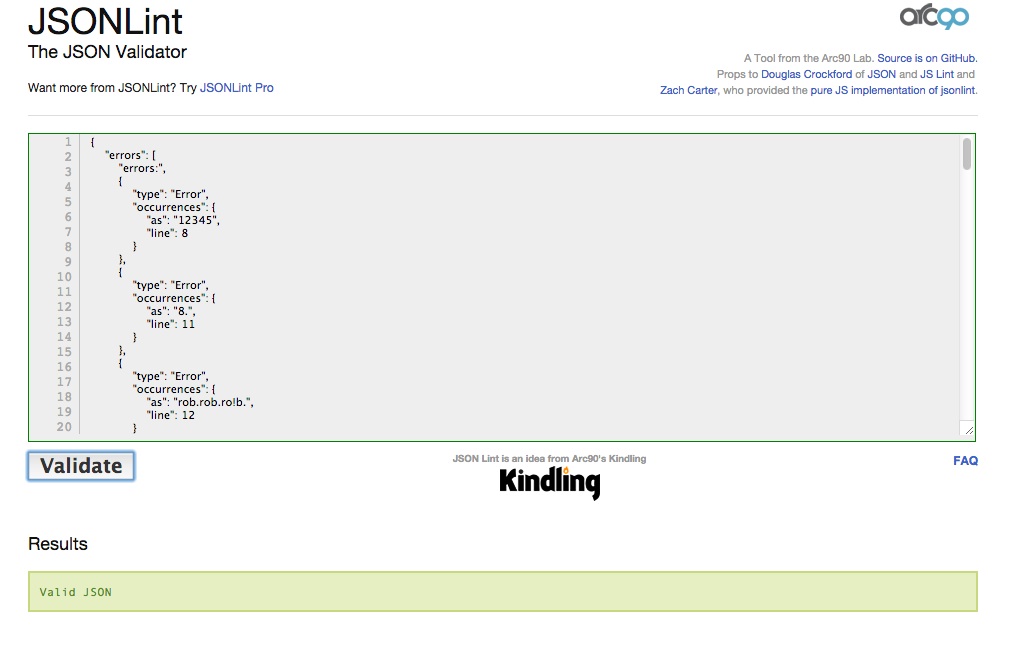 JSONLint
The JSON Validator
Want more from JSONLint? Try JSONLint Pro
arc90
A Tool from the Arc90 Lab. Source is on GitHub.
Props to Douglas Crockford of JSON and JS Lint and
Zach Carter, who provided the pure JS implementation of jsonlint.
1 {
2 "errors": [
3 "errors:",
4 {
5 "type": "Error",
6 "occurrences": {
7 "as": "12345",
8 "line": 8
9 }
10 },
11 {
12 "type": "Error",
13 "occurrences": {
14 "as": "8.",
15 "line": 11
16 }
17 },
18 {
19 "type": "Error",
20 "occurrences": {
"as": "rob.rob.ro!b.",
"line": 12
}
Validate
JSON Lint is an idea from Arc90's Kindling
Kindling
FAQ
Results
Valid JSON